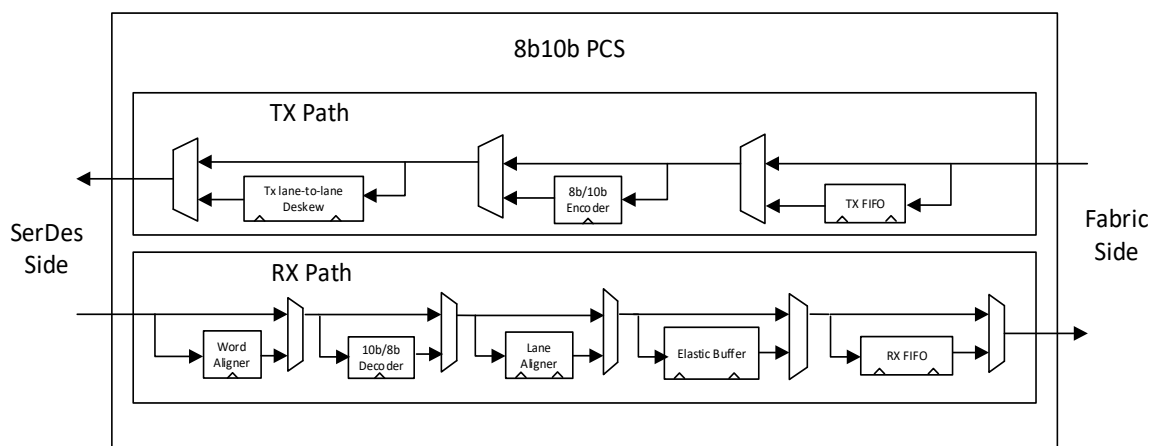 8b10b PCS
TX Path
Tx lane-to-lane
Deskew
8b/10b
Encoder
TX FIFO
SerDes
Side
Fabric
Side
RX Path
Word
Aligner
10b/8b
Decoder
Lane
Aligner
Elastic Buffer
RX FIFO